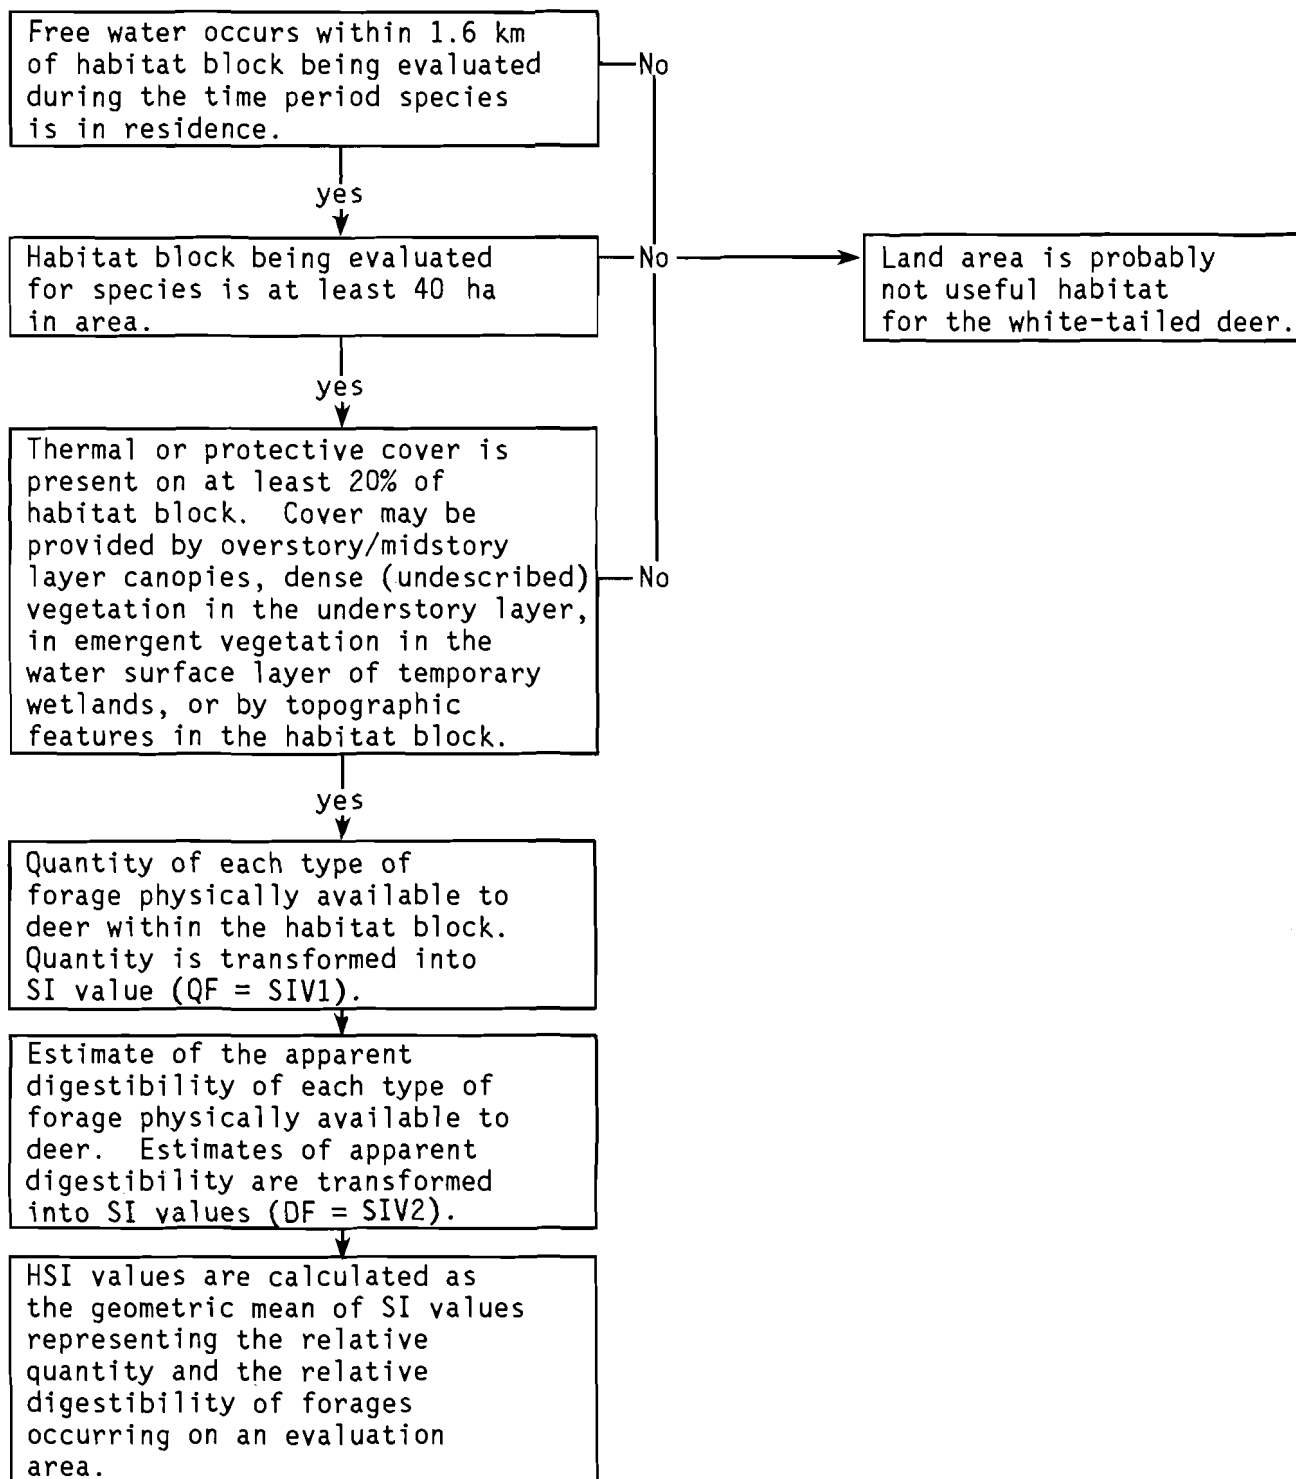 Free water occurs within 1.6 km
of habitat block being evaluated
during the time period species
is in residence.
No
yes
Habitat block being evaluated
for species is at least 40 ha
in area.
No
Land area is probably
not useful habitat
for the white-tailed deer.
yes
Thermal or protective cover is
present on at least 20% of
habitat block.  Cover may be
provided by overstory/midstory
layer canopies, dense (undescribed)
vegetation in the understory layer,
in emergent vegetation in the
water surface layer of temporary
wetlands, or by topographic
features in the habitat block.
No
yes
Quantity of each type of
forage physically available to
deer within the habitat block.
Quantity is transformed into
SI value (QF = SIV1).
Estimate of the apparent
digestibility of each type of
forage physically available to
deer.  Estimates of apparent
digestibility are transformed
into SI values (DF = SIV2).
HSI values are calculated as
the geometric mean of SI values
representing the relative
quantity and the relative
digestibility of forages
occurring on an evaluation
area.